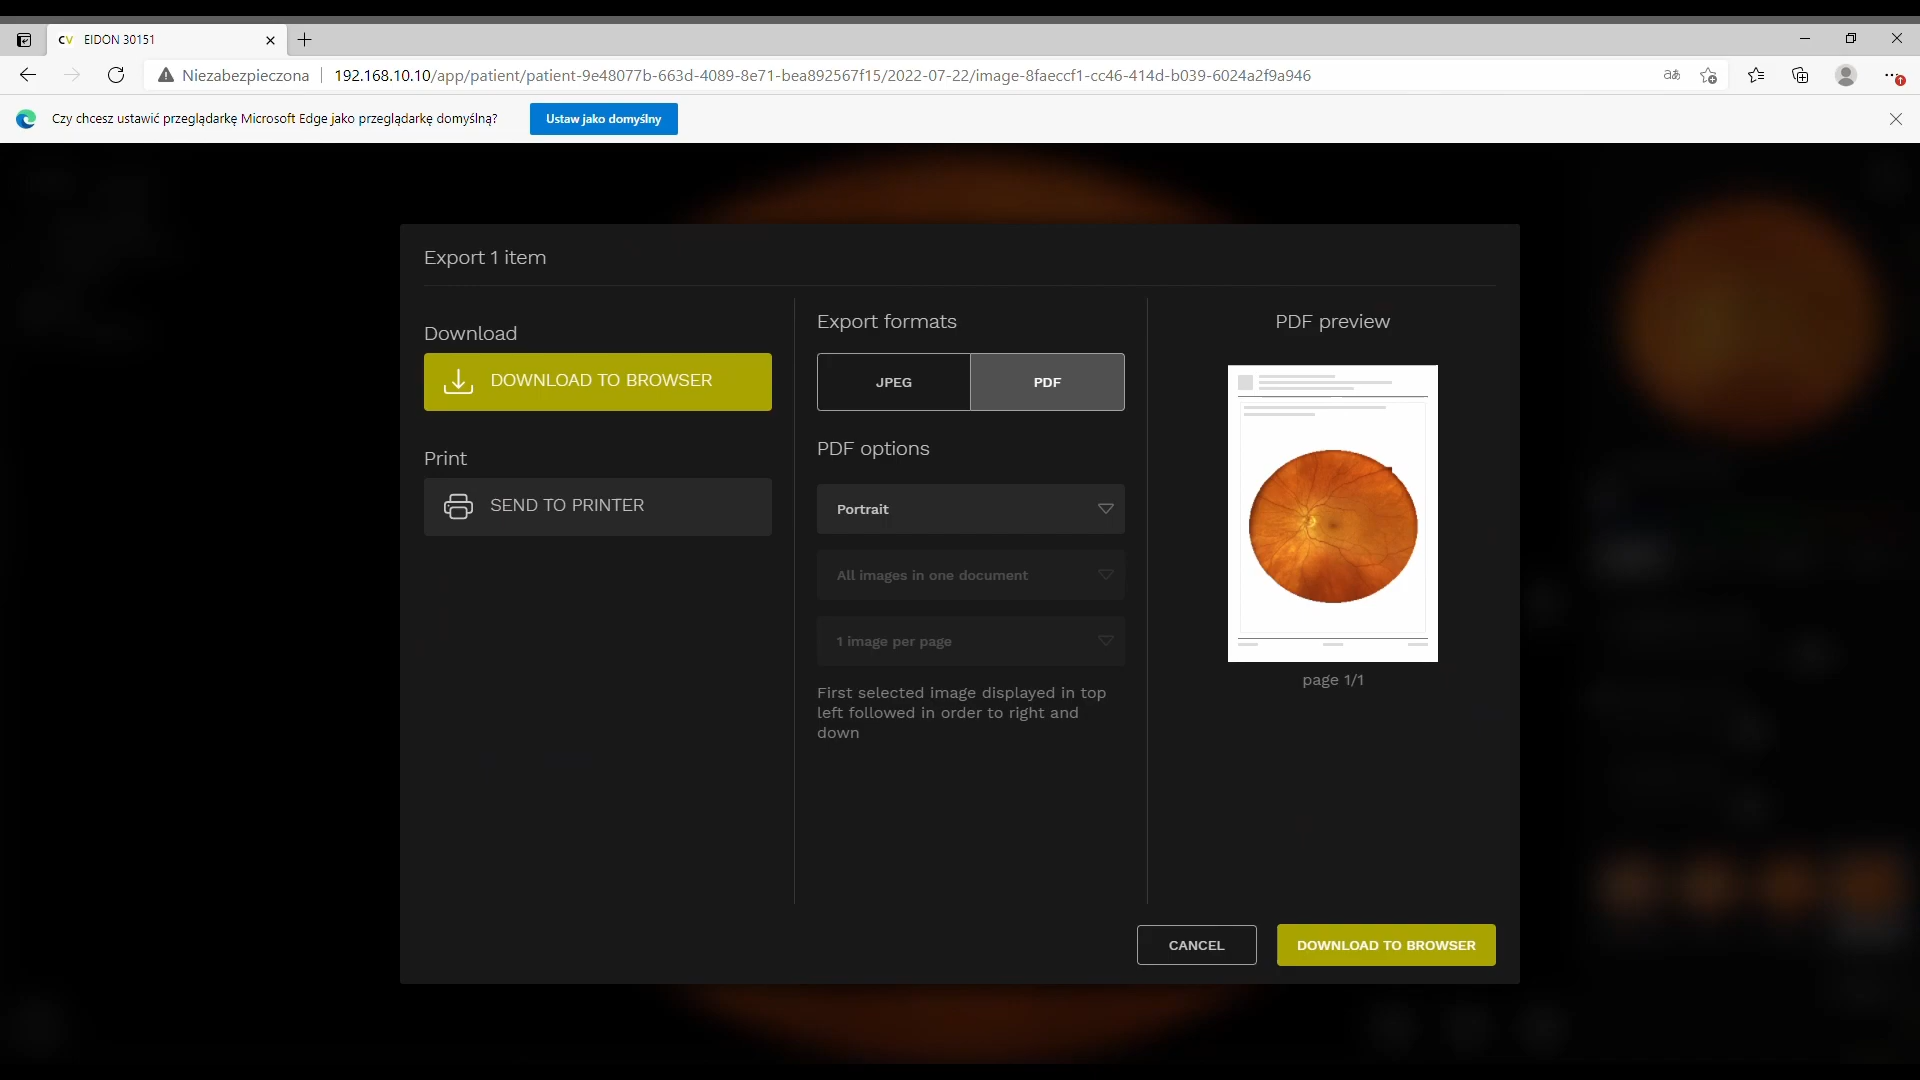 CV EIDON 30151
Niezabezpieczona 192.168.10.10/app/patient/patient-9e48077b-663d-4089-8e71-bea892567f15/2022-07-22/image-8faeccf1-cc46-414d-b039-6024a2f9a946
Czy chcesz ustawić przeglądarkę Microsoft Edge jako przeglądarkę domyślną? Ustaw jako domyślny
Export 1 item
Download
DOWNLOAD TO BROWSER
Print
SEND TO PRINTER
Export formats
JPEG PDF
PDF options
Portrait
All images in one document
1 image per page
First selected image displayed in top
left followed in order to right and
down
PDF preview
page 1/1
CANCEL DOWNLOAD TO BROWSER